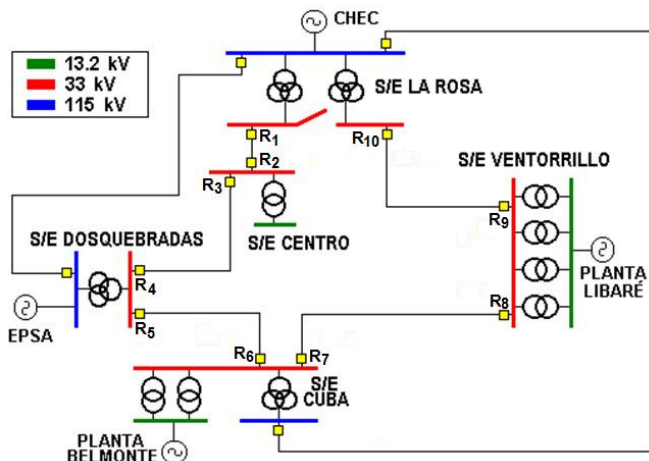 CHEC
13.2 kV
33 kV
115 kV
S/E LA ROSA
R1
R10
R2
S/E VENTORRILLO
R3
R9
S/E CENTRO
S/E DOSQUEBRADAS
PLANTA
LIBARÉ
R4
R8
EPSA
R5
R6
R7
S/E
CUBA
PLANTA
BELMONTE